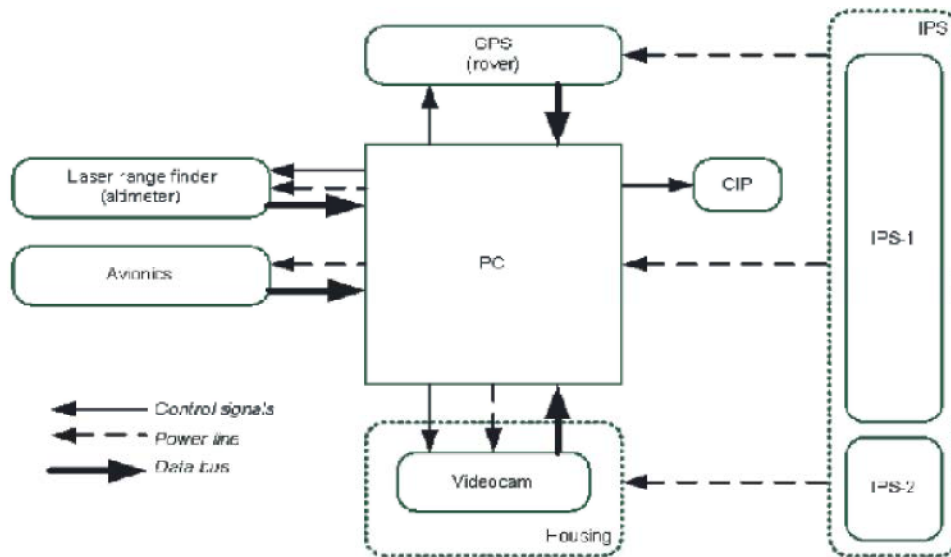 GPS
(rover)
IPS
Laser range finder
(altimeter)
CIP
IPS-1
PC
Avionics
Control signals
Power line
Data bus
Videocam
IPS-2
Housing